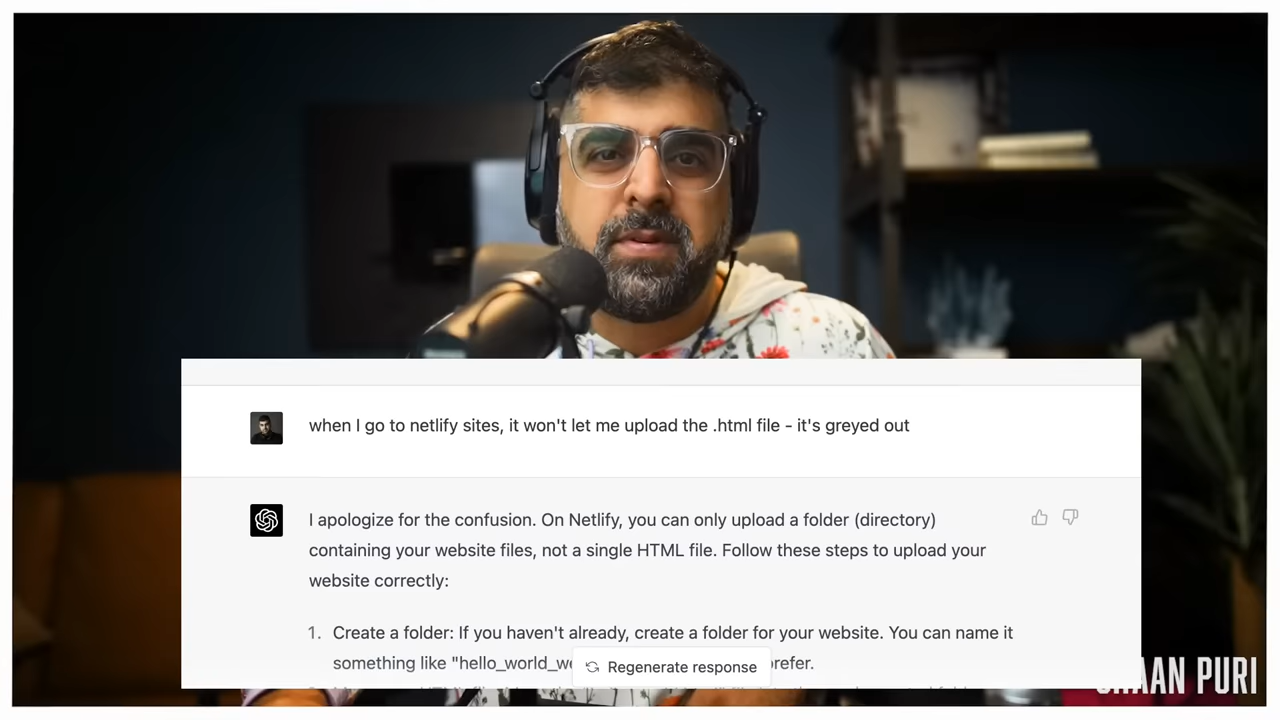 when I go to netlify sites, it won't let me upload the .html file - it's greyed out
I apologize for the confusion. On Netlify, you can only upload a folder (directory)
containing your website files, not a single HTML file. Follow these steps to upload your
website correctly:
1. Create a folder: If you haven't already, create a folder for your website. You can name it
something like "hello_world_we
Regenerate response
prefer.
PURI